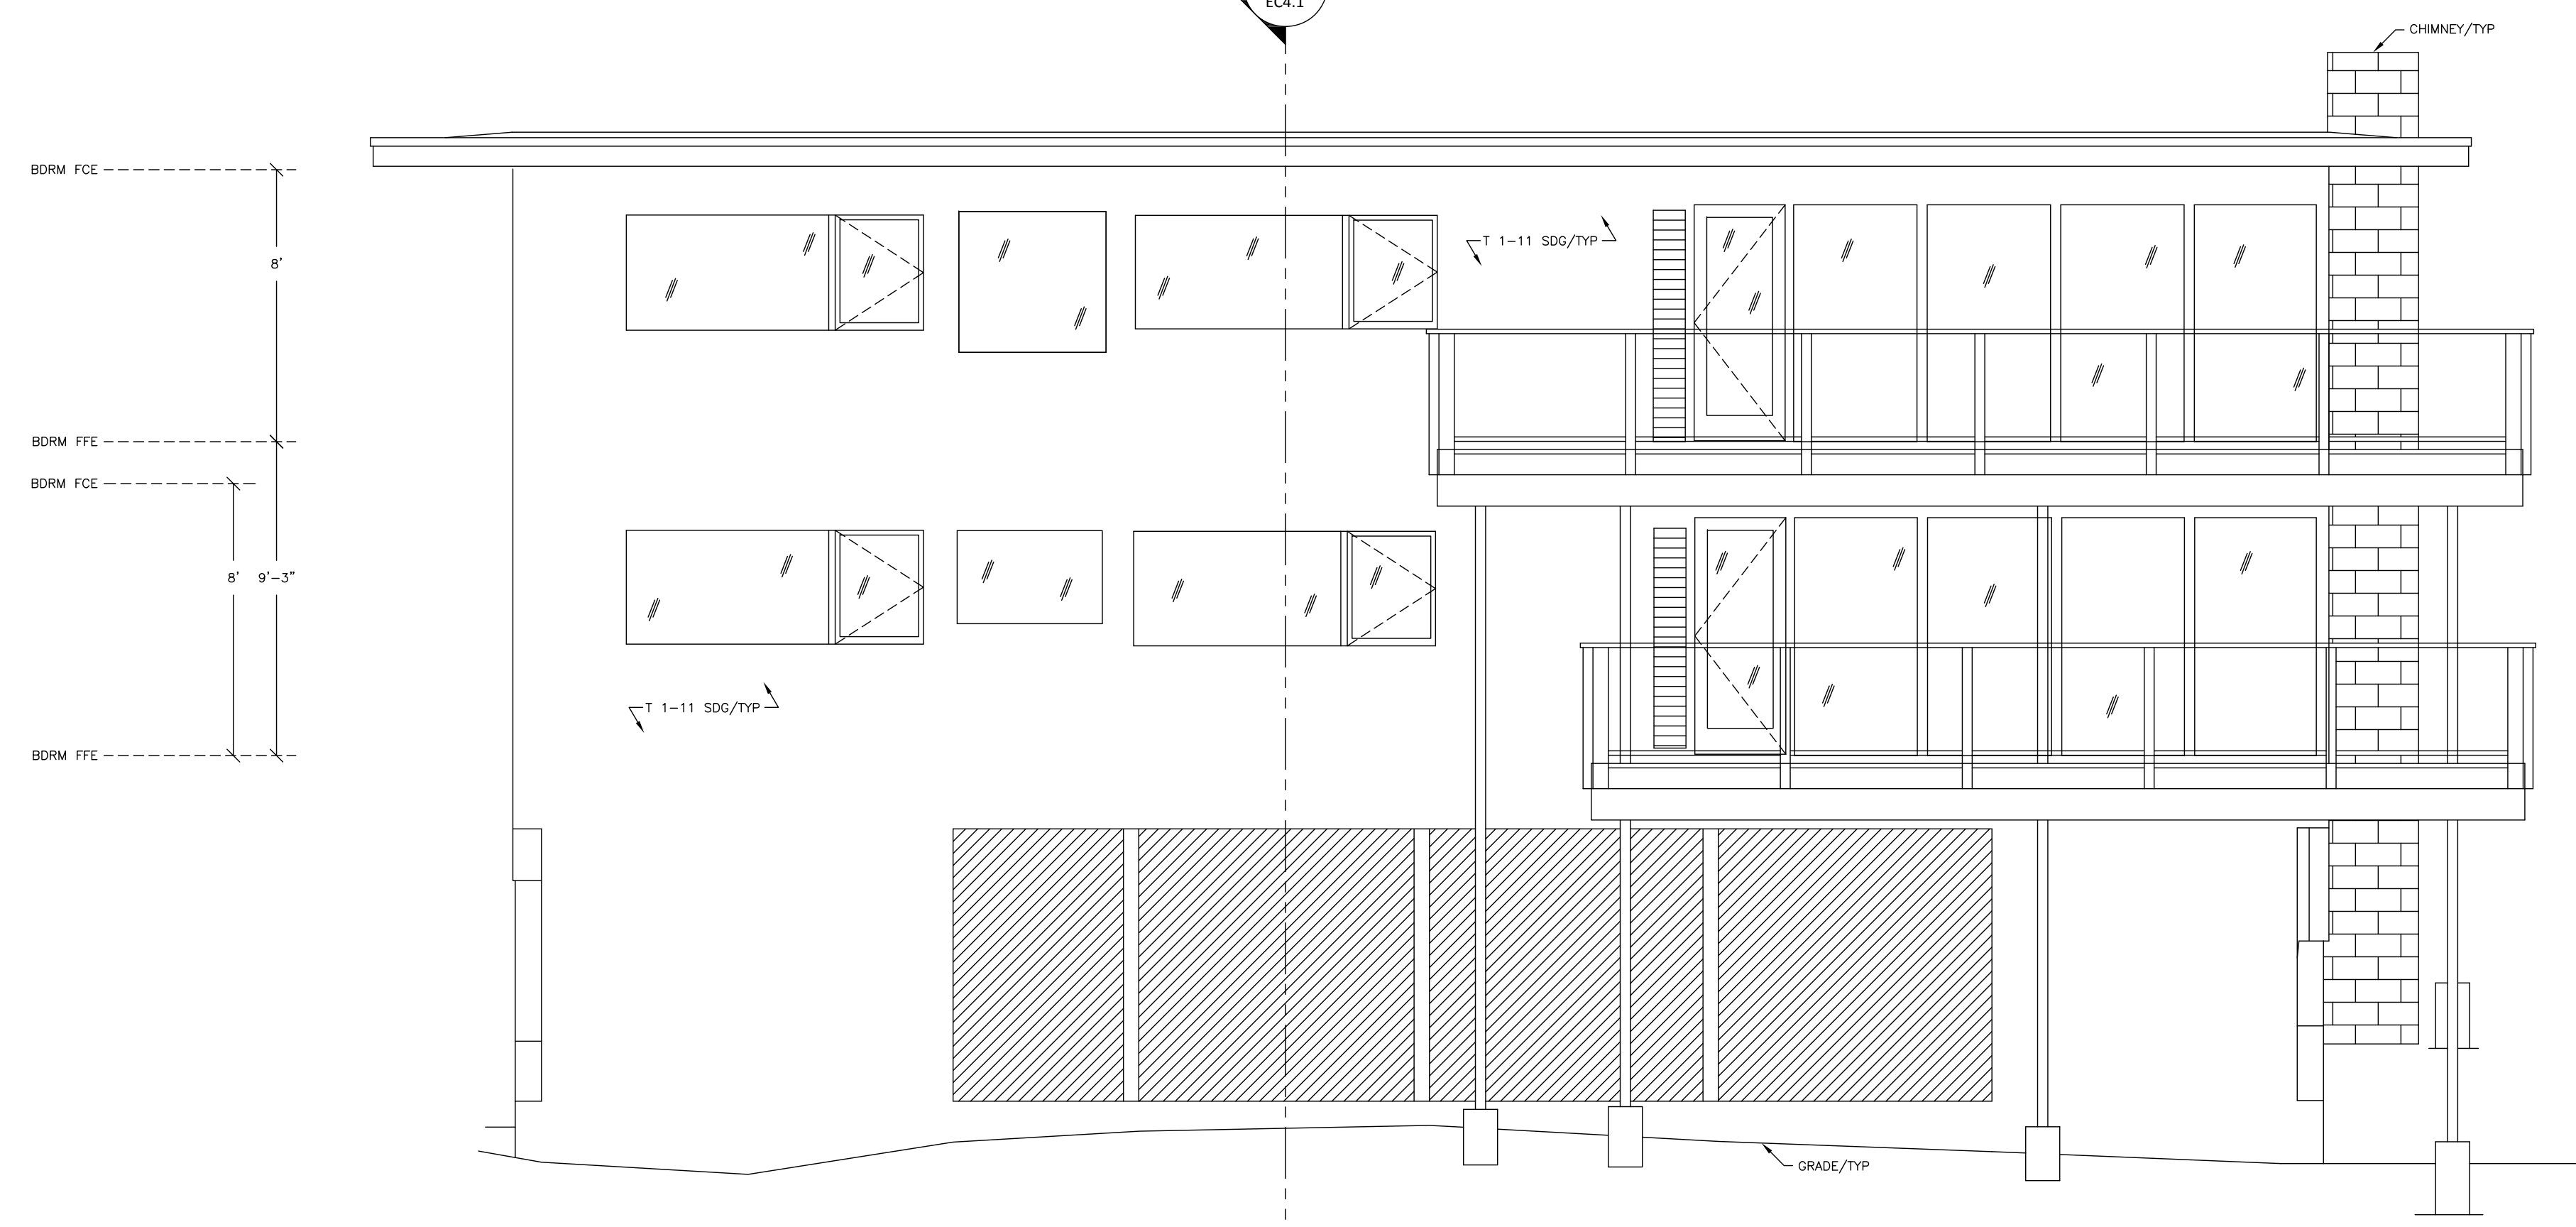 EC4.1
CHIMNEY/TYP
BDRM FCE
T 1-11 SDG/TYP
8'
BDRM FFE
BDRM FCE
8' 9'-3"
T 1-11 SDG/TYP
BDRM FFE
GRADE/TYP